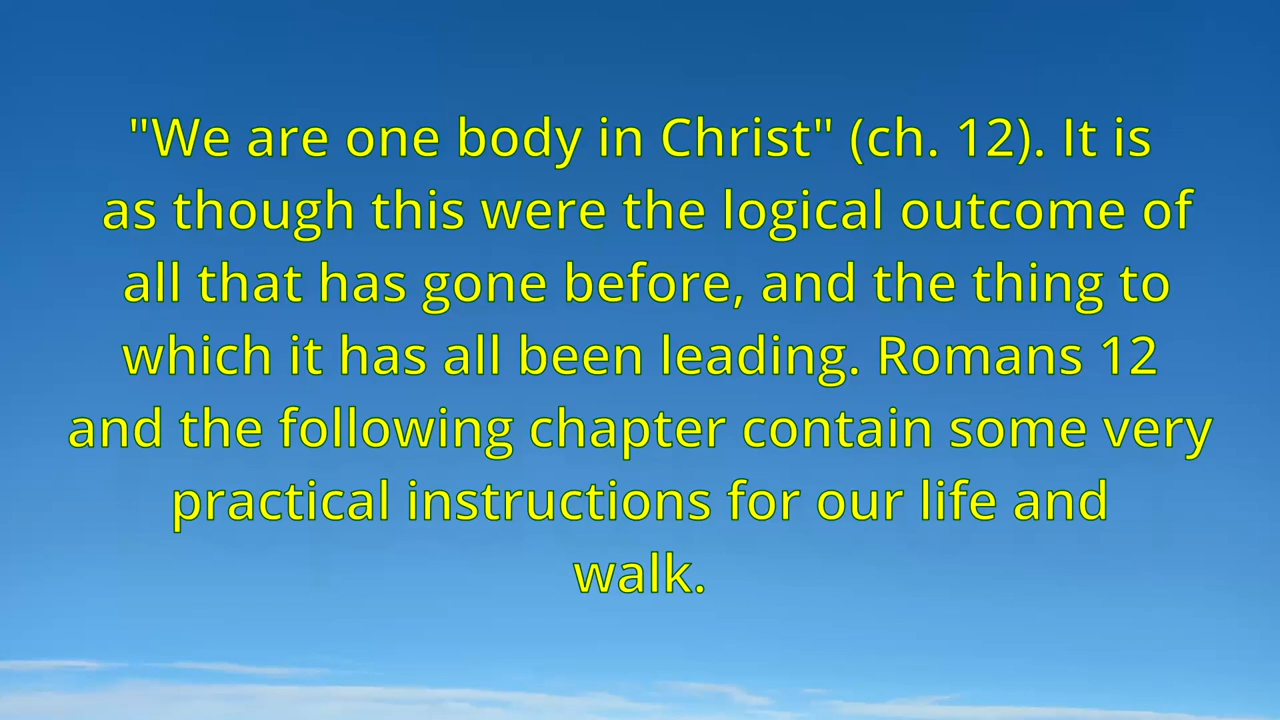 "We are one body in Christ" (ch. 12). It is
as though this were the logical outcome of
all that has gone before, and the thing to
which it has all been leading. Romans 12
and the following chapter contain some very
practical instructions for our life and
walk.